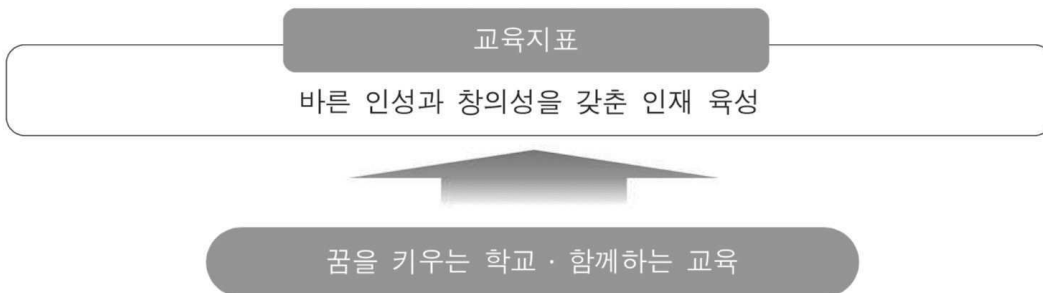 교육지표
바른 인성과 창의성을 갖춘 인재 육성
꿈을 키우는 학교 · 함께하는 교육